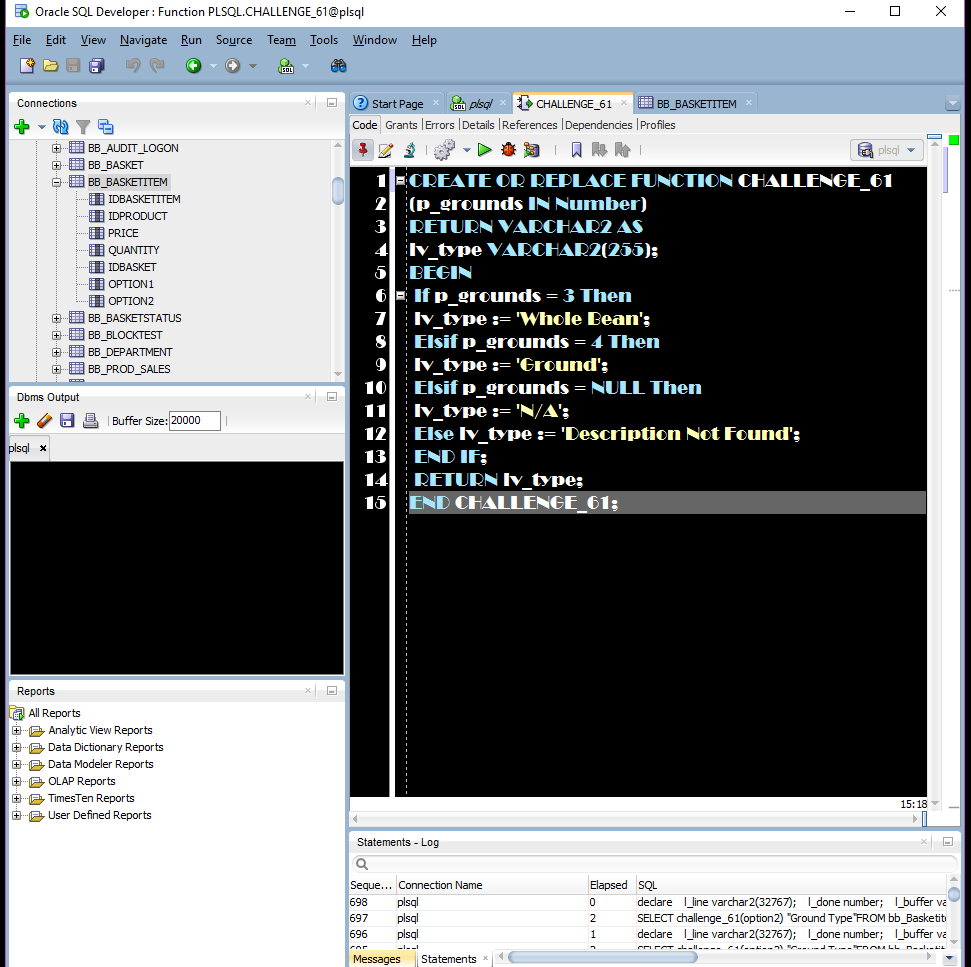 Oracle SQL Developer : Function PLSQL.CHALLENGE_61@plsql
File Edit View Navigate Run Source Team Tools Window Help
Connections
BB_AUDIT_LOGON
BB_BASKET
BB_BASKETITEM
IDBASKETITEM
IDPRODUCT
PRICE
QUANTITY
IDBASKET
OPTION1
OPTION2
BB_BASKETSTATUS
BB_BLOCKTEST
BB_DEPARTMENT
BB_PROD_SALES
Dbms Output
Buffer Size: 20000
plsql
Reports
All Reports
Analytic View Reports
Data Dictionary Reports
Data Modeler Reports
OLAP Reports
TimesTen Reports
User Defined Reports
Start Page plsql CHALLENGE_61 BB_BASKETITEM
Code Grants Errors Details References Dependencies Profiles
SQL plsql
1 CREATE OR REPLACE FUNCTION CHALLENGE_61
2 (p_grounds IN Number)
3 RETURN VARCHAR2 AS
4 lv_type VARCHAR2(255);
5 BEGIN
6 If p_grounds = 3 Then
7 lv_type := 'Whole Bean';
8 Elsif p_grounds = 4 Then
9 lv_type := 'Ground';
10 Elsif p_grounds = NULL Then
11 lv_type := 'N/A';
12 Else lv_type := 'Description Not Found';
13 END IF;
14 RETURN lv_type;
15 END CHALLENGE_61;
15:18
Statements - Log
Seque... Connection Name Elapsed SQL
698 plsql 0 declare l_line varchar2(32767); l_done number; l_buffer va
697 plsql 2 SELECT challenge_61(option2) "Ground Type"FROM bb_Basketite
696 plsql 1 declare l_line varchar2(32767); l_done number; l_buffer va
Messages Statements